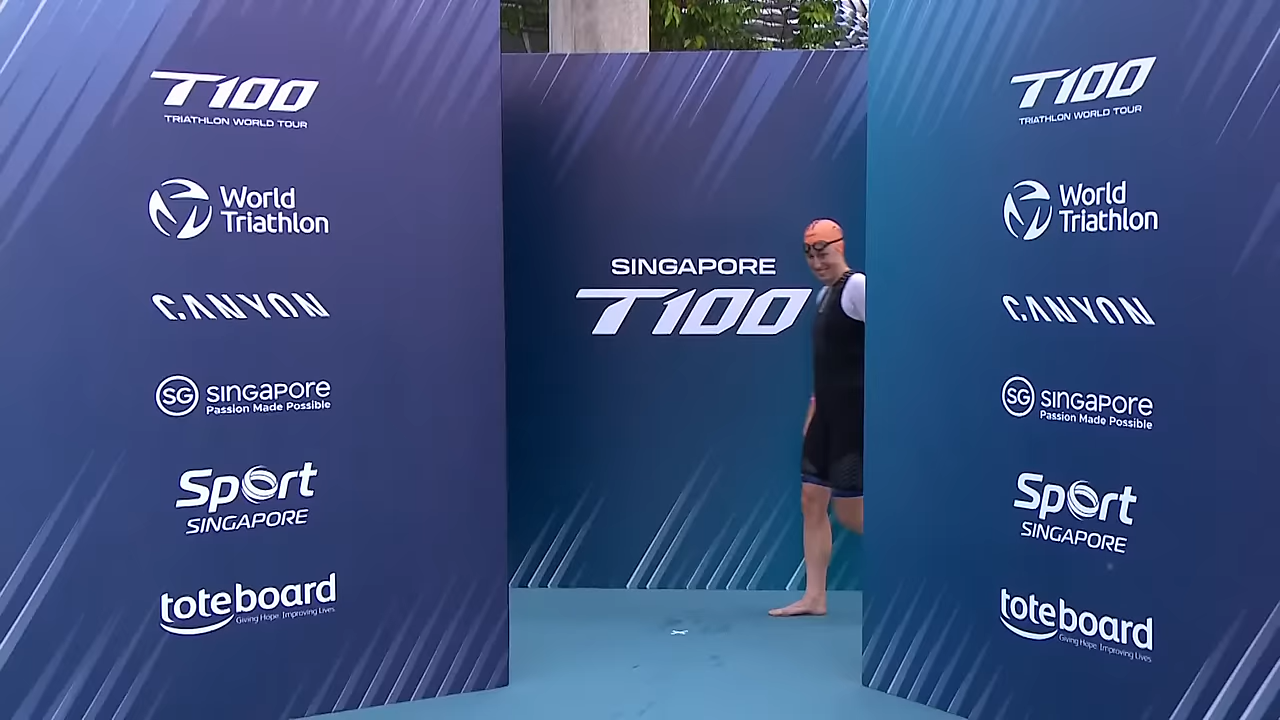 T100
TRIATHLON WORLD TOUR
World
Triathlon
CANYON
SG
SINGAPORE
Passion Made Possible
Sport
SINGAPORE
toteboard
Giving Hope. Improving Lives.
SINGAPORE
T100
T100
TRIATHLON WORLD TOUR
World
Triathlon
CANYON
SG
SINGAPORE
Passion Made Possible
Sport
SINGAPORE
toteboard
Giving Hope. Improving Lives.